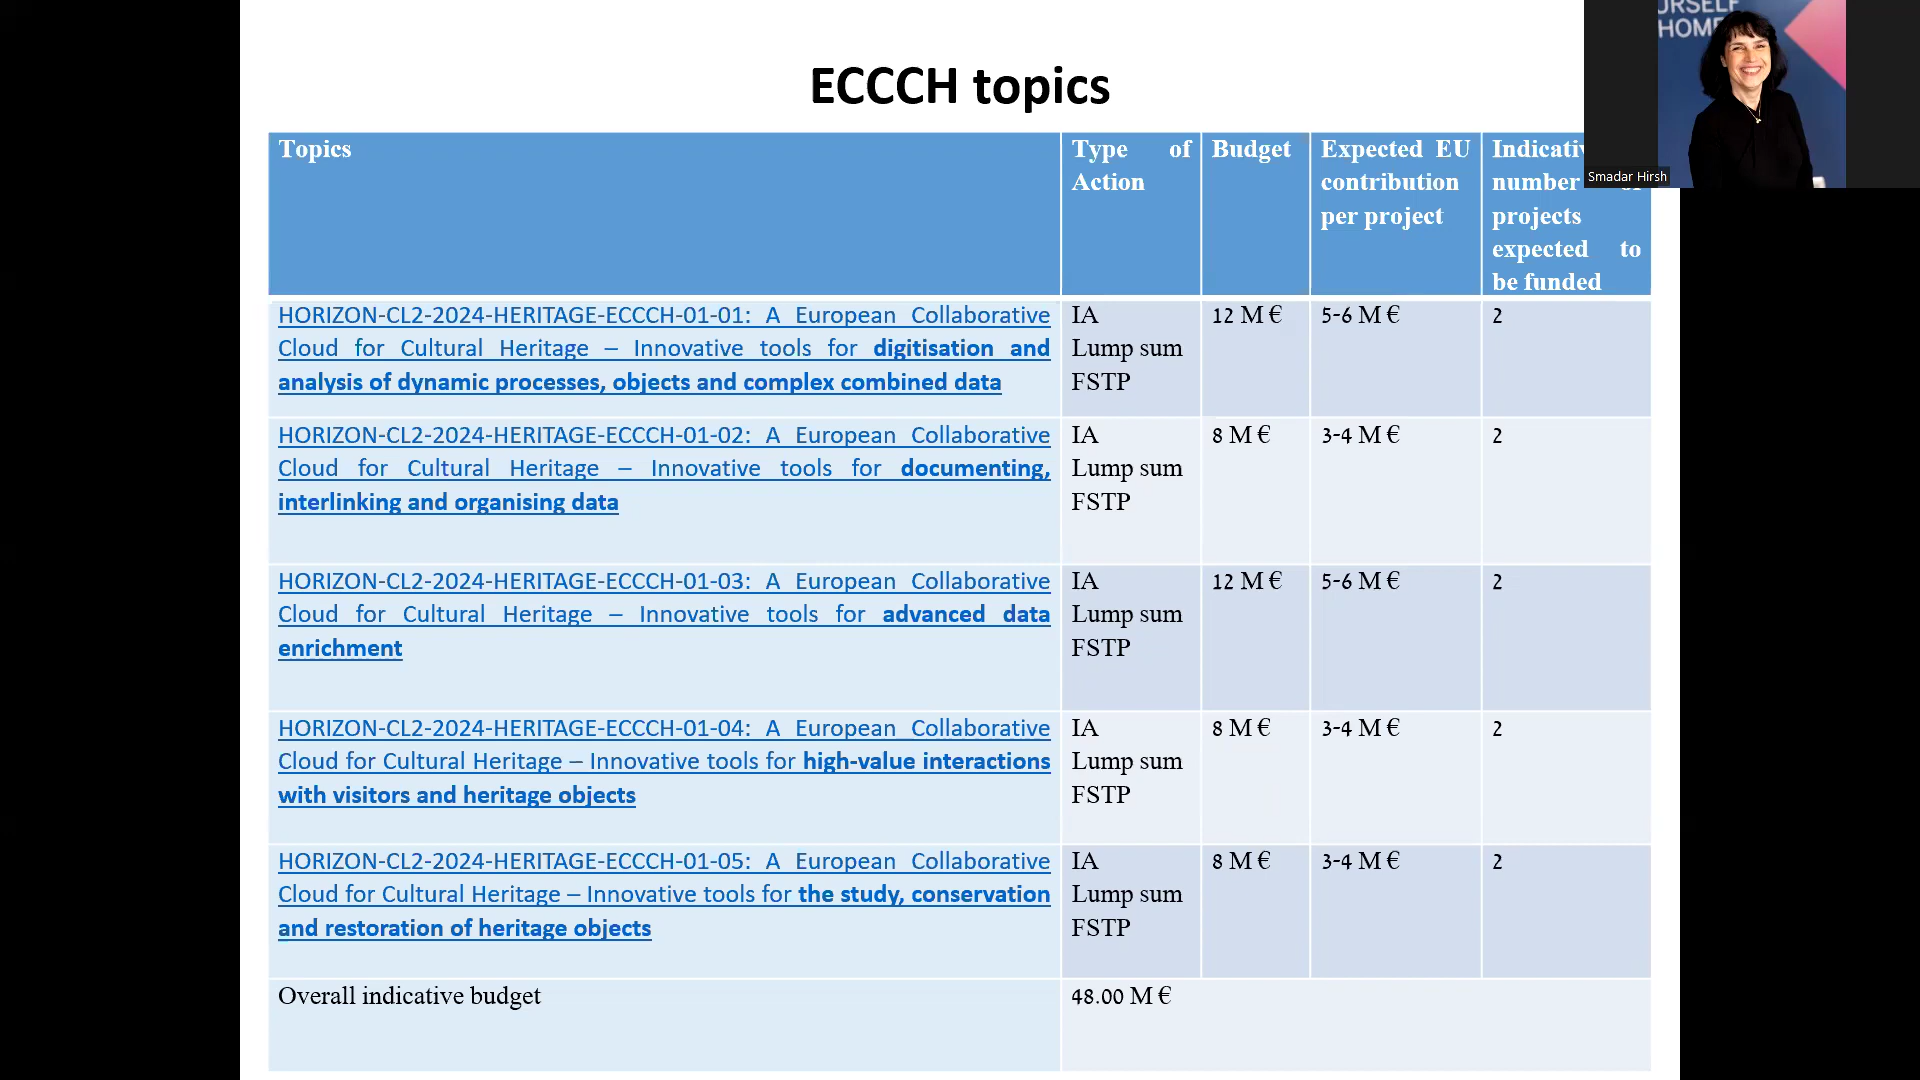 URSELF
HOME
Smadar Hirsh
ECCCH topics
Topics
Type of
Action
Budget
Expected EU
contribution
per project
number of
projects
expected to
be funded
HORIZON-CL2-2024-HERITAGE-ECCCH-01-01: A European Collaborative
Cloud for Cultural Heritage – Innovative tools for digitisation and
analysis of dynamic processes, objects and complex combined data
IA
Lump sum
FSTP
12 M €
5-6 M €
2
HORIZON-CL2-2024-HERITAGE-ECCCH-01-02: A European Collaborative
Cloud for Cultural Heritage – Innovative tools for documenting,
interlinking and organising data
IA
Lump sum
FSTP
8 M €
3-4 M €
2
HORIZON-CL2-2024-HERITAGE-ECCCH-01-03: A European Collaborative
Cloud for Cultural Heritage – Innovative tools for advanced data
enrichment
IA
Lump sum
FSTP
12 M €
5-6 M €
2
HORIZON-CL2-2024-HERITAGE-ECCCH-01-04: A European Collaborative
Cloud for Cultural Heritage – Innovative tools for high-value interactions
with visitors and heritage objects
IA
Lump sum
FSTP
8 M €
3-4 M €
2
HORIZON-CL2-2024-HERITAGE-ECCCH-01-05: A European Collaborative
Cloud for Cultural Heritage – Innovative tools for the study, conservation
and restoration of heritage objects
IA
Lump sum
FSTP
8 M €
3-4 M €
2
Overall indicative budget
48.00 M €